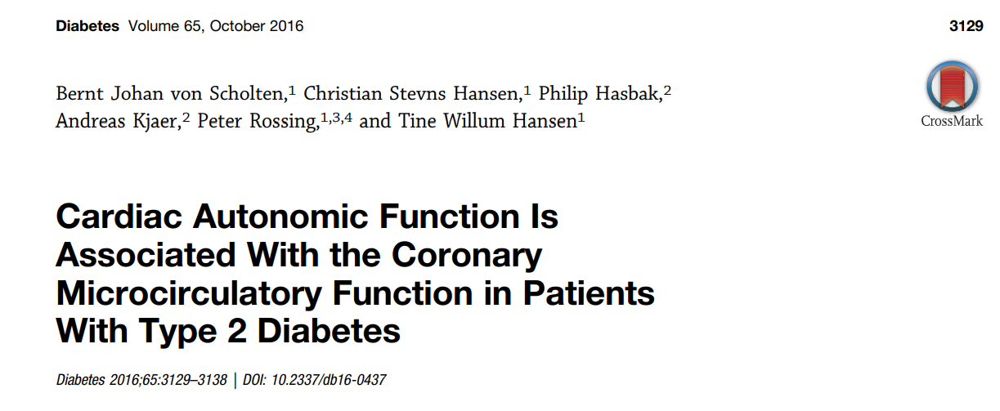 Diabetes Volume 65, October 2016
3129
Bernt Johan von Scholten,1 Christian Stevns Hansen,1 Philip Hasbak,2
Andreas Kjaer,2 Peter Rossing,1,3,4 and Tine Willum Hansen1
CrossMark
Cardiac Autonomic Function Is
Associated With the Coronary
Microcirculatory Function in Patients
With Type 2 Diabetes
Diabetes 2016;65:3129–3138 | DOI: 10.2337/db16-0437